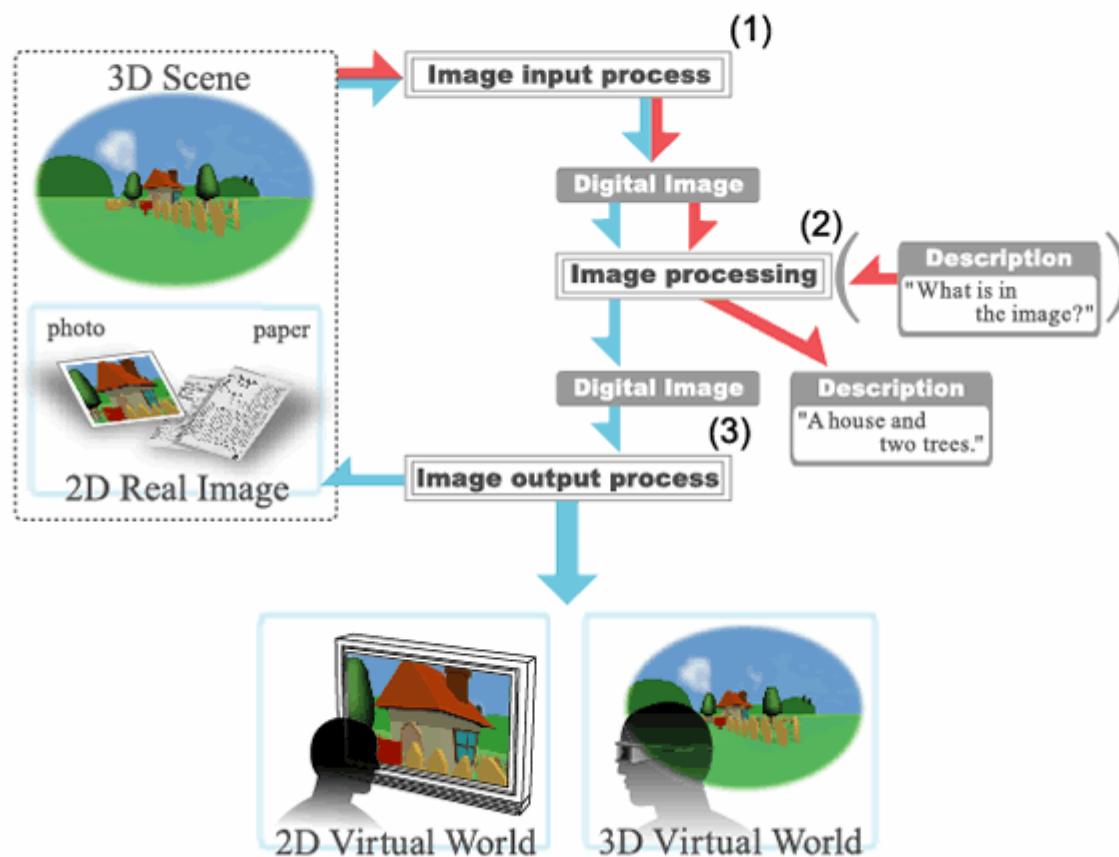 (1)
3D Scene
Image input process
Digital Image
(2)
Image processing
Description
"What is in
the image?"
photo
paper
2D Real Image
Digital Image
Description
"A house and
two trees."
(3)
Image output process
2D Virtual World
3D Virtual World